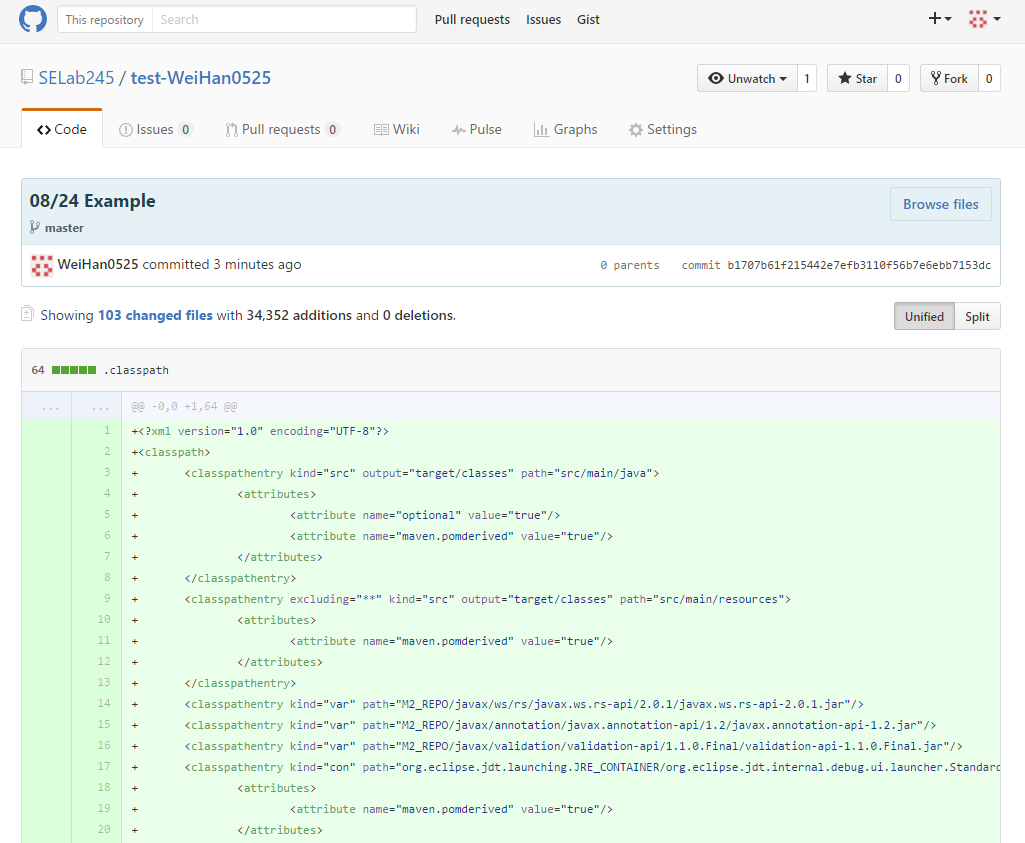 This repository Search Pull requests Issues Gist
SELab245 / test-WeiHan0525 Unwatch 1 Star 0 Fork 0
Code Issues 0 Pull requests 0 Wiki Pulse Graphs Settings
08/24 Example Browse files
master
WeiHan0525 committed 3 minutes ago 0 parents commit b1707b61f215442e7efb3110f56b7e6ebb7153dc
Showing 103 changed files with 34,352 additions and 0 deletions. Unified Split
64 .classpath
... ... @@ -0,0 +1,64 @@
1 +<?xml version="1.0" encoding="UTF-8"?>
2 +<classpath>
3 + <classpathentry kind="src" output="target/classes" path="src/main/java">
4 + <attributes>
5 + <attribute name="optional" value="true"/>
6 + <attribute name="maven.pomderived" value="true"/>
7 + </attributes>
8 + </classpathentry>
9 + <classpathentry excluding="**" kind="src" output="target/classes" path="src/main/resources">
10 + <attributes>
11 + <attribute name="maven.pomderived" value="true"/>
12 + </attributes>
13 + </classpathentry>
14 + <classpathentry kind="var" path="M2_REPO/javax/ws/rs/javax.ws.rs-api/2.0.1/javax.ws.rs-api-2.0.1.jar"/>
15 + <classpathentry kind="var" path="M2_REPO/javax/annotation/javax.annotation-api/1.2/javax.annotation-api-1.2.jar"/>
16 + <classpathentry kind="var" path="M2_REPO/javax/validation/validation-api/1.1.0.Final/validation-api-1.1.0.Final.jar"/>
17 + <classpathentry kind="con" path="org.eclipse.jdt.launching.JRE_CONTAINER/org.eclipse.jdt.internal.debug.ui.launcher.Standard
18 + <attributes>
19 + <attribute name="maven.pomderived" value="true"/>
20 + </attributes>